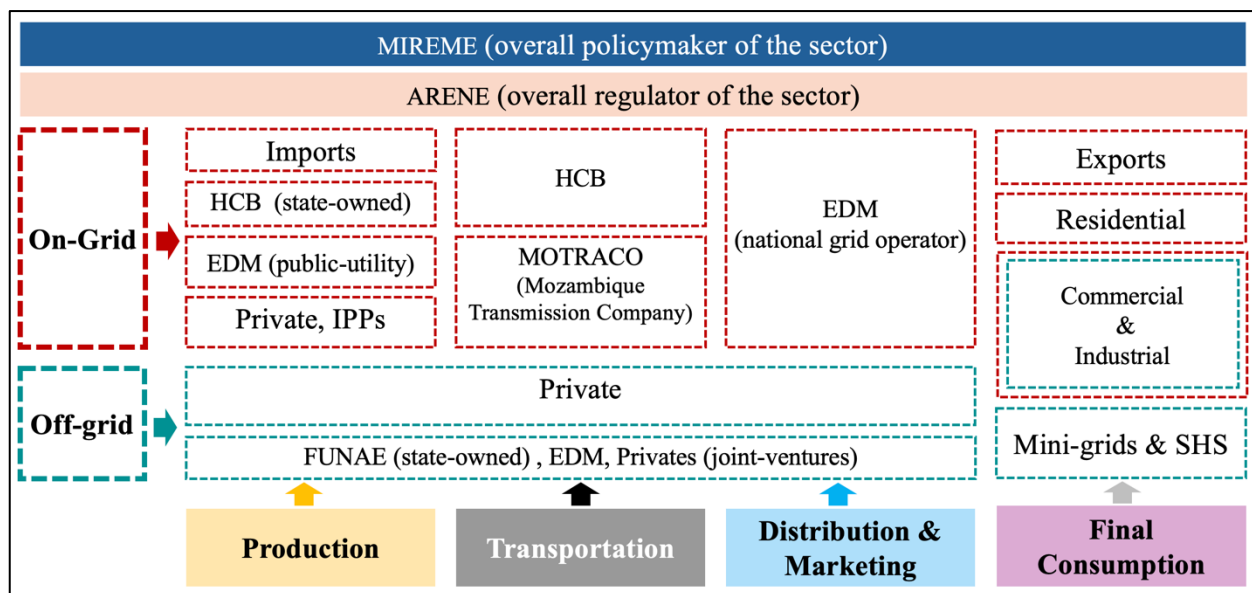 MIREME (overall policymaker of the sector)
ARENE (overall regulator of the sector)
On-Grid
Imports
HCB (state-owned)
EDM (public-utility)
Private, IPPs
HCB
MOTRACO
(Mozambique
Transmission Company)
EDM
(national grid operator)
Exports
Residential
Commercial
&
Industrial
Off-grid
Private
FUNAE (state-owned) , EDM, Privates (joint-ventures)
Mini-grids & SHS
Production
Transportation
Distribution &
Marketing
Final
Consumption